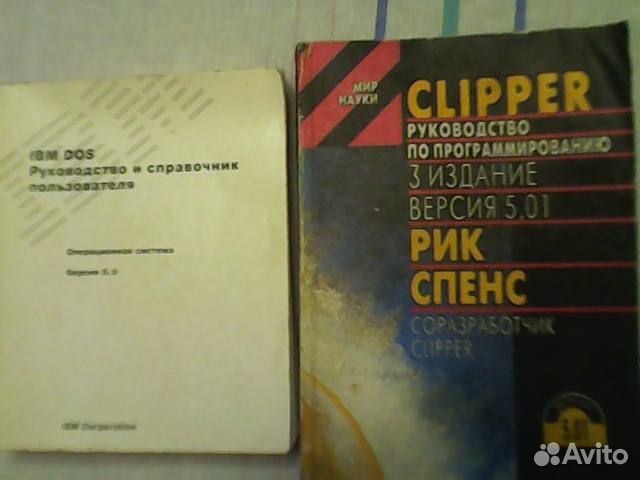 IBM DOS
Руководство и справочник
пользователя
Операционная система
Версия 5.0
IBM Corporation
МИР
НАУКИ
CLIPPER
РУКОВОДСТВО
ПО ПРОГРАММИРОВАНИЮ
3 ИЗДАНИЕ
ВЕРСИЯ 5.01
РИК
СПЕНС
СОРАЗРАБОТЧИК
CLIPPER
5.01
Avito